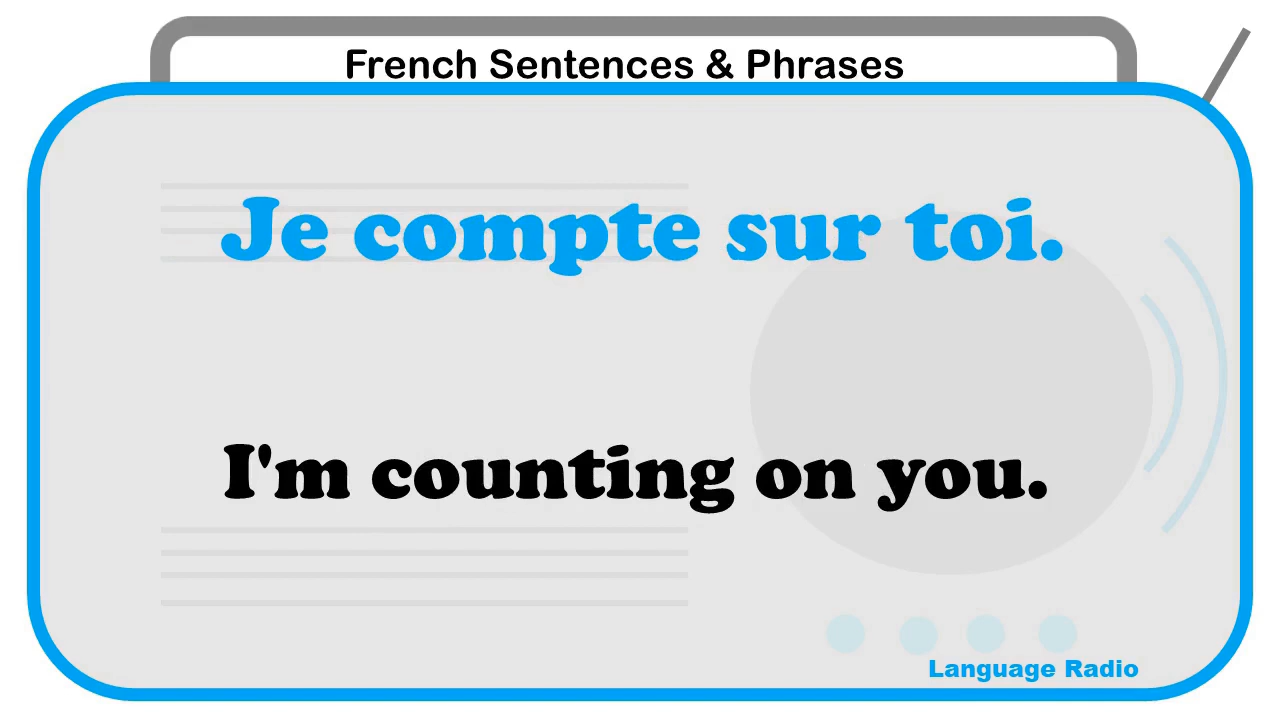 French Sentences & Phrases
Je compte sur toi.
I'm counting on you.
Language Radio